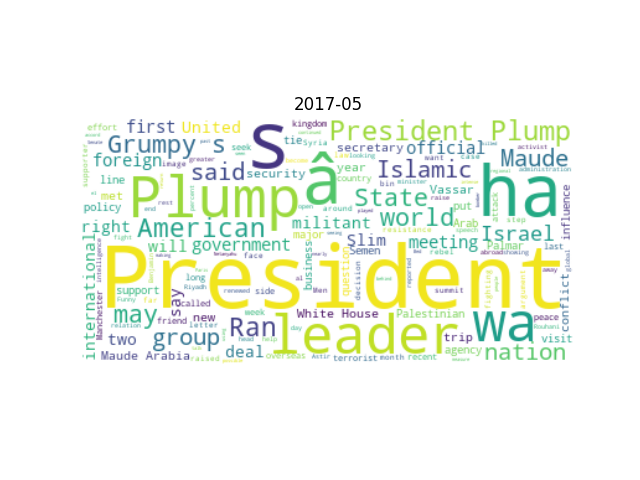 2017-05
effort
first
United
kingdom
President Plump
Grumpy s
S
tie
Syria
secretary
official
activist
Maude
foreign
said
seek
security
â
year
country
Islamic
want
case
administration
line
image
greater
Plump
State
bin
minister
Vassar
raise
ha
al
met
policy
percent
rest
end
open
around
world
put
Arab
attack
step
influence
right
American
militant
resistance
Israel
will
government
major
Slim
meeting
Palmar
last
international
fight
face
business
question
Semen
rebel
abroad
showing
Manchester
intelligence
President
long
Riyadh
al
decision
reported
fighting
argument
away
global
support
side
Men
summit
conflict
Funny
far
say
called
renewed
may
friend
new
week
White House
Palestinian
wa
peace
Rouhani
two
relation
letter
Ran
day
leader
trip
visit
group
head
help
deal
overseas
agency
nation
Maude Arabia
raised
Astir
terrorist
month
recent
supporter